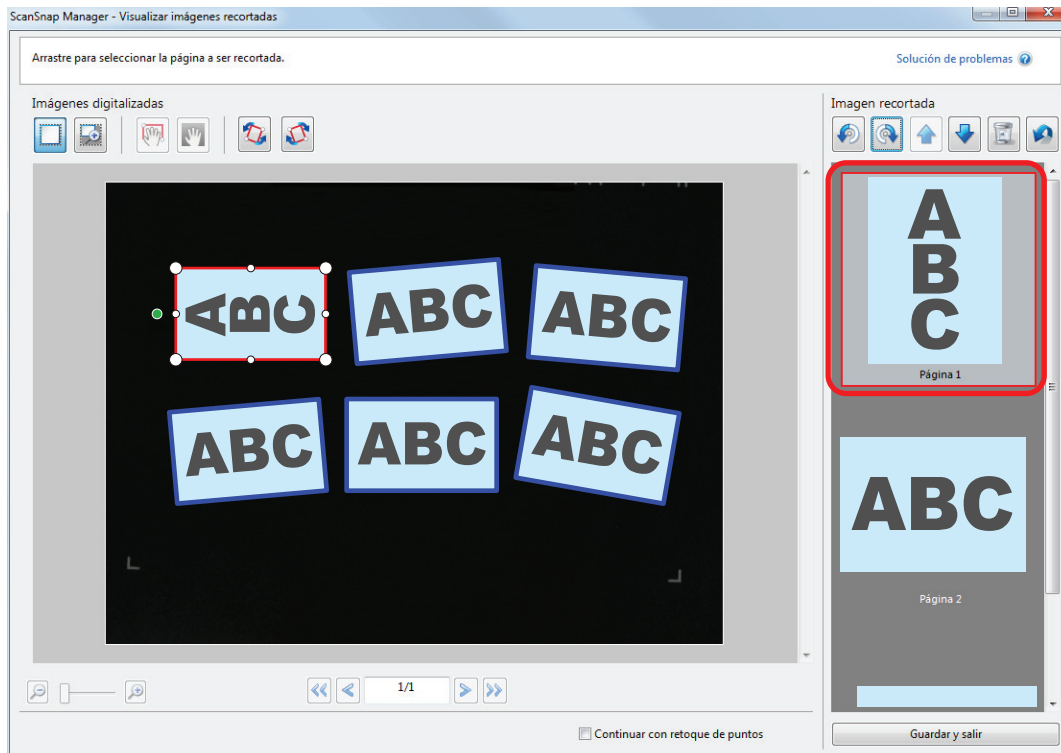 ScanSnap Manager - Visualizar imágenes recortadas
Arrastre para seleccionar la página a ser recortada.
Solución de problemas
Imágenes digitalizadas
Imagen recortada
ABC
ABC
ABC
ABC
ABC
ABC
A
B
C
Página 1
ABC
Página 2
1/1
Continuar con retoque de puntos
Guardar y salir